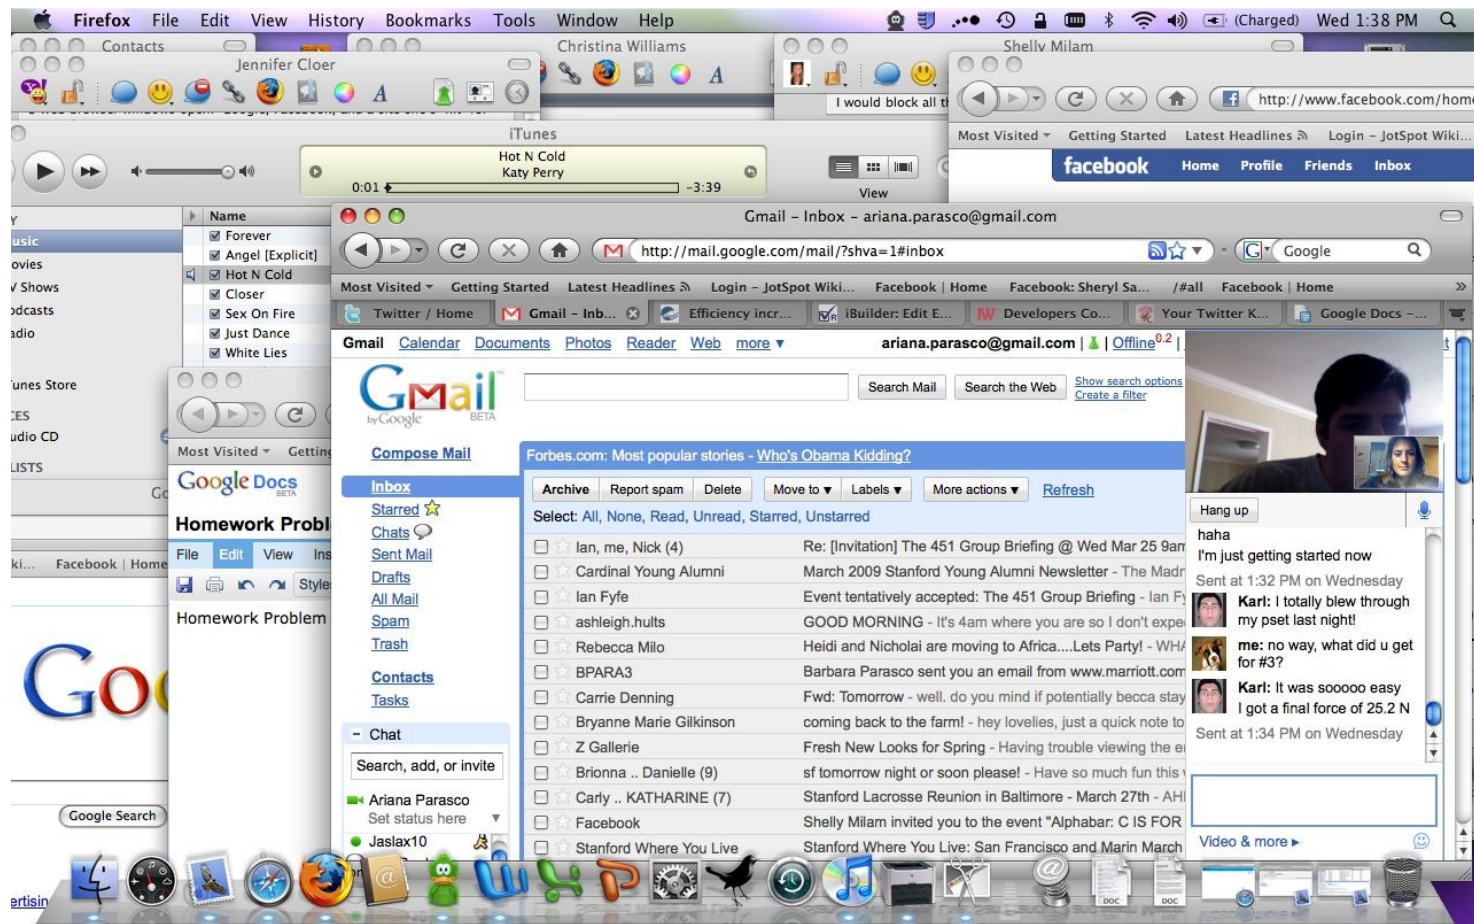 Firefox File Edit View History Bookmarks Tools Window Help (Charged) Wed 1:38 PM
Contacts
Christina Williams
Shelly Milam
Jennifer Cloer
A
A
I would block all
http://www.facebook.com/hom
Most Visited Getting Started Latest Headlines Login - JotSpot Wiki...
facebook Home Profile Friends Inbox
iTunes
Hot N Cold
Katy Perry
0:01 -3:39
View
Name
Forever
Angel [Explicit]
Hot N Cold
Closer
Sex On Fire
Just Dance
White Lies
usic
ovies
V Shows
odcasts
adio
unes Store
CES
udio CD
LISTS
Gmail - Inbox - ariana.parasco@gmail.com
http://mail.google.com/mail/?shva=1#inbox
G Google
Most Visited Getting Started Latest Headlines Login - JotSpot Wiki... Facebook | Home Facebook: Sheryl Sa... /#all Facebook | Home »
Twitter / Home Gmail - Inb... Efficiency incr... iBuilder: Edit E... Developers Co... Your Twitter K... Google Docs -...
Gmail Calendar Documents Photos Reader Web more ▼ ariana.parasco@gmail.com | | Offline0.2 |
Gmail
by Google BETA
Search Mail Search the Web Show search options
Create a filter
Compose Mail
Inbox
Starred
Chats
Sent Mail
Drafts
All Mail
Spam
Trash
Contacts
Tasks
- Chat
Search, add, or invite
Ariana Parasco
Set status here
Jaslax10
Forbes.com: Most popular stories - Who's Obama Kidding?
Archive Report spam Delete Move to ▼ Labels ▼ More actions ▼ Refresh
Select: All, None, Read, Unread, Starred, Unstarred
Ian, me, Nick (4) Re: [Invitation] The 451 Group Briefing @ Wed Mar 25 9am
Cardinal Young Alumni March 2009 Stanford Young Alumni Newsletter - The Madr
Ian Fyfe Event tentatively accepted: The 451 Group Briefing - Ian Fy
ashleigh.hults GOOD MORNING - It's 4am where you are so I don't expe
Rebecca Milo Heidi and Nicholai are moving to Africa....Lets Party! - WHA
BPARA3 Barbara Parasco sent you an email from www.marriott.com
Carrie Denning Fwd: Tomorrow - well. do you mind if potentially becca stay
Bryanne Marie Gilkinson coming back to the farm! - hey lovelies, just a quick note to
Z Gallerie Fresh New Looks for Spring - Having trouble viewing the e
Brionna .. Danielle (9) sf tomorrow night or soon please! - Have so much fun this
Carly .. KATHARINE (7) Stanford Lacrosse Reunion in Baltimore - March 27th - AH
Facebook Shelly Milam invited you to the event "Alphabar: C IS FOR
Stanford Where You Live Stanford Where You Live: San Francisco and Marin March
Hang up
haha
I'm just getting started now
Sent at 1:32 PM on Wednesday
Karl: I totally blew through
my pset last night!
me: no way, what did u get
for #3?
Karl: It was sooooo easy
I got a final force of 25.2 N
Sent at 1:34 PM on Wednesday
Video & more ▸
Most Visited Getting
Google Docs
BETA
Homework Probl
File Edit View Ins
Style
Homework Problem
ki... Facebook | Home
Goo
Google Search
ertisin
DOC
DOC